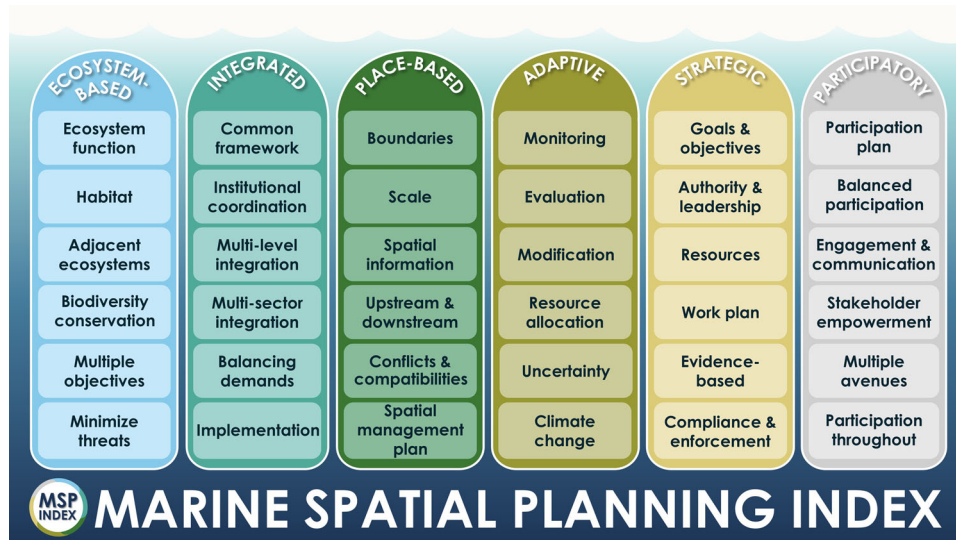 ECOSYSTEM-
BASED
Ecosystem
function
Habitat
Adjacent
ecosystems
Biodiversity
conservation
Multiple
objectives
Minimize
threats
INTEGRATED
Common
framework
Institutional
coordination
Multi-level
integration
Multi-sector
integration
Balancing
demands
Implementation
PLACE-BASED
Boundaries
Scale
Spatial
information
Upstream &
downstream
Conflicts &
compatibilities
Spatial
management
plan
ADAPTIVE
Monitoring
Evaluation
Modification
Resource
allocation
Uncertainty
Climate
change
STRATEGIC
Goals &
objectives
Authority &
leadership
Resources
Work plan
Evidence-
based
Compliance &
enforcement
PARTICIPATORY
Participation
plan
Balanced
participation
Engagement &
communication
Stakeholder
empowerment
Multiple
avenues
Participation
throughout
MSP
INDEX
MARINE SPATIAL PLANNING INDEX